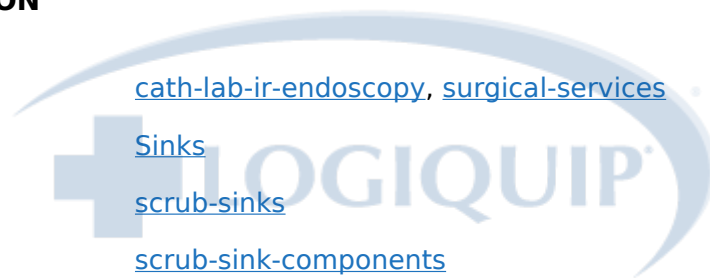 ON
cath-lab-ir-endoscopy, surgical-services
Sinks
LOGIQUIP
scrub-sinks
scrub-sink-components